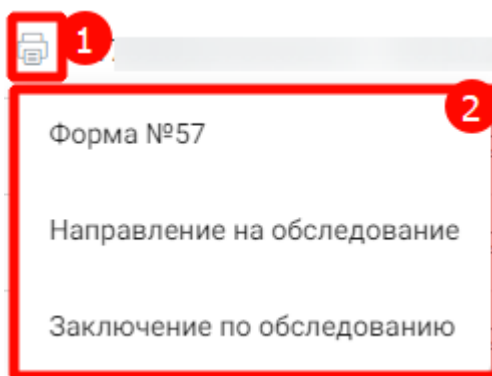 1
2
Форма №57
Направление на обследование
Заключение по обследованию